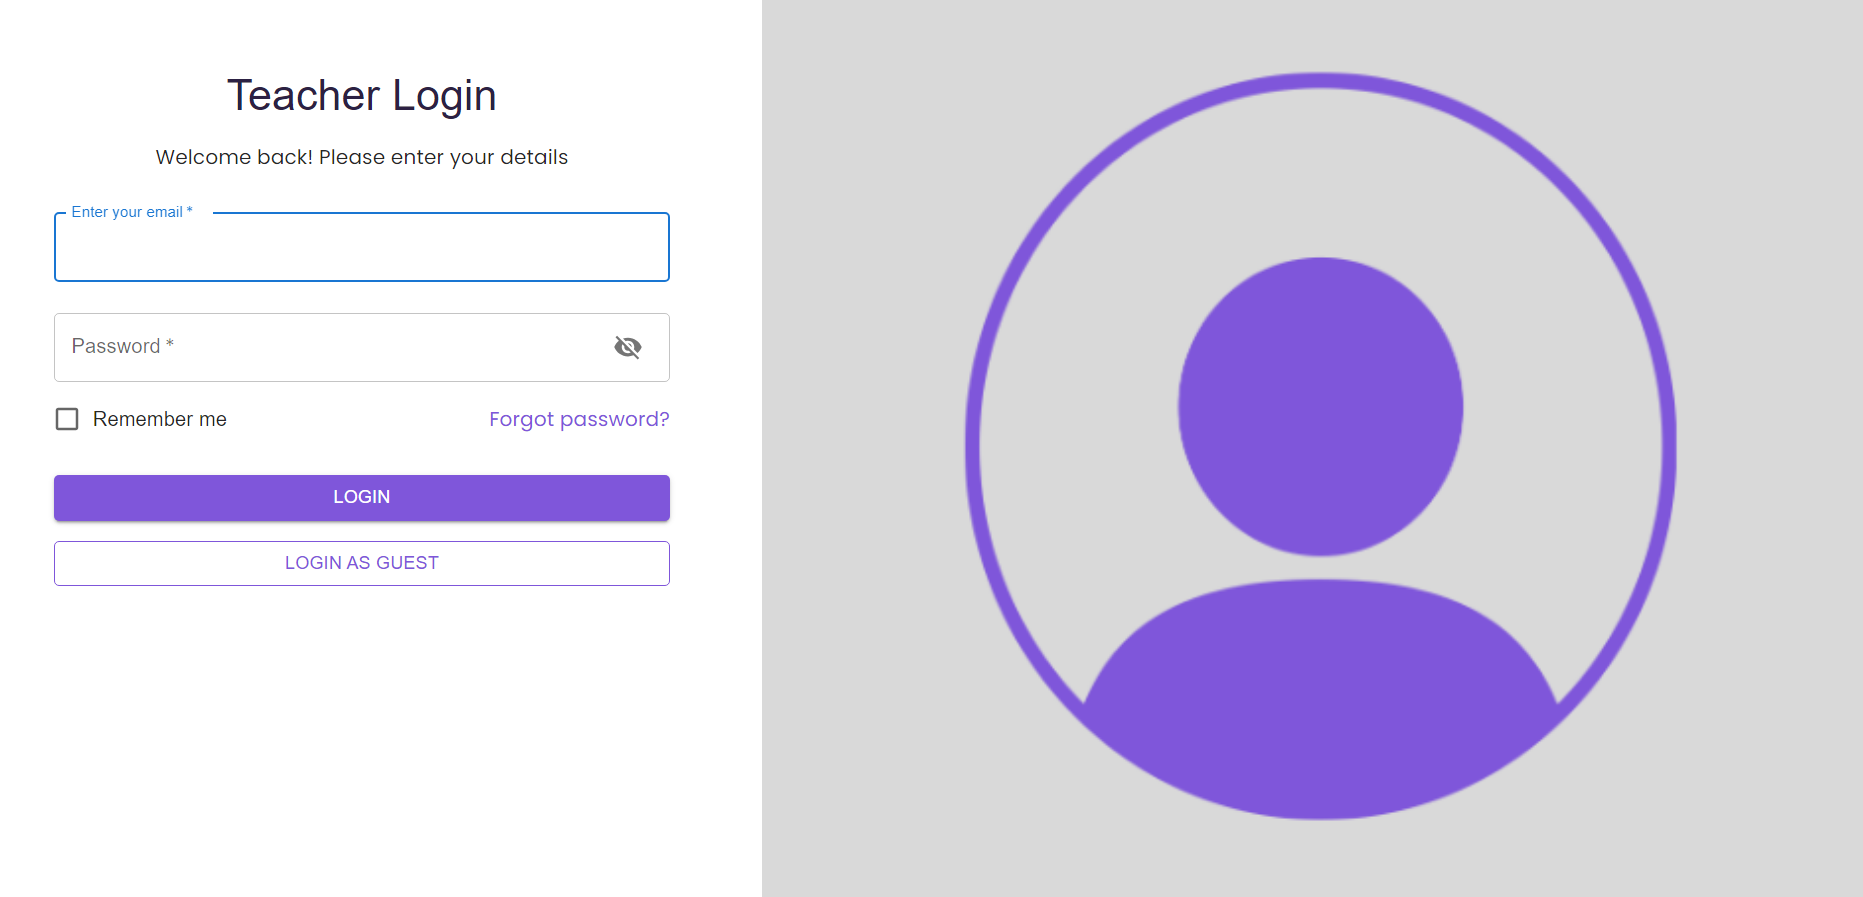 Teacher Login
Welcome back! Please enter your details
Enter your email *
Password *
Remember me
Forgot password?
LOGIN
LOGIN AS GUEST